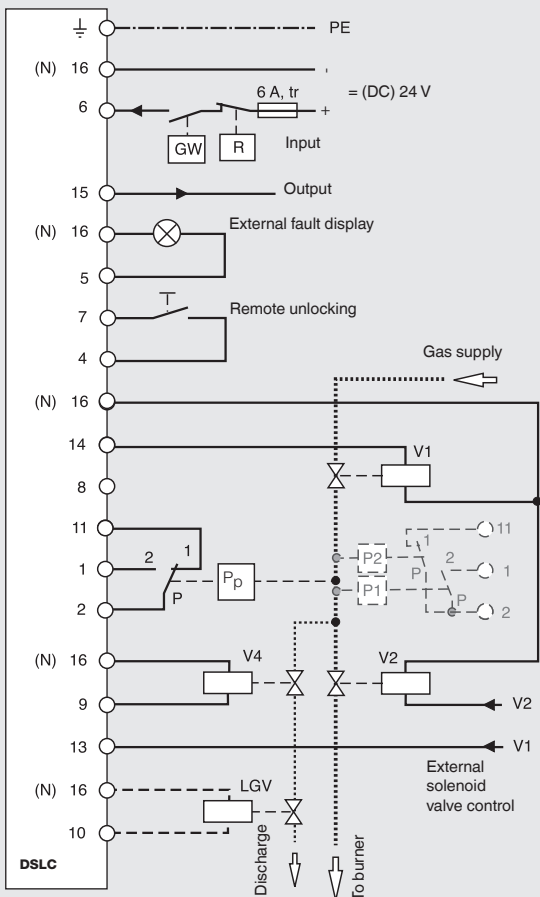 PE
(N) 16 -
6 A, tr = (DC) 24 V
6 +
GW R Input
15 Output
(N) 16 External fault display
5
7 Remote unlocking
4
Gas supply
(N) 16
14 V1
8
11 1 1 11
2 P2 2
1 Pp P 1
P P1 P
2 2
(N) 16 V4 V2
9 V2
13 V1
External
solenoid
valve control
(N) 16 LGV
10
DSLC
Discharge
To burner